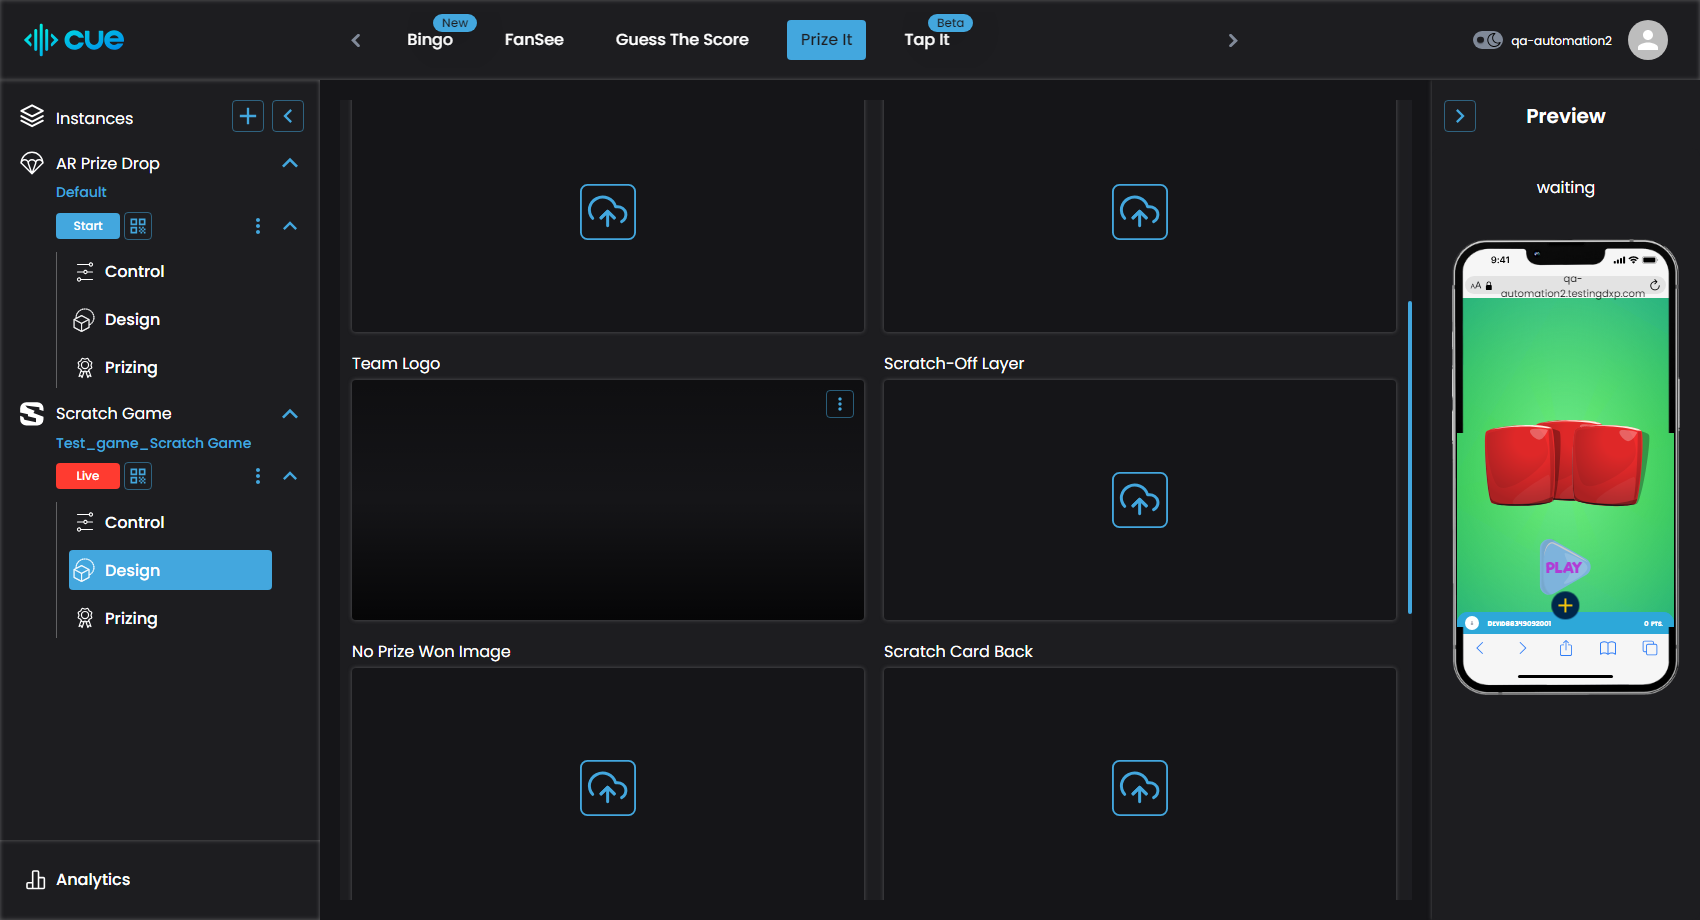 cue
New
Bingo
FanSee
Guess The Score
Prize It
Beta
Tap It
qa-automation2
Instances
AR Prize Drop
Default
Start
Control
Design
Prizing
Scratch Game
Test_game_Scratch Game
Live
Control
Design
Prizing
Analytics
Team Logo
Scratch-Off Layer
No Prize Won Image
Scratch Card Back
Preview
waiting
9:41
AA
qa-
automation2.testingdxp.com
PLAY
0 PTS.